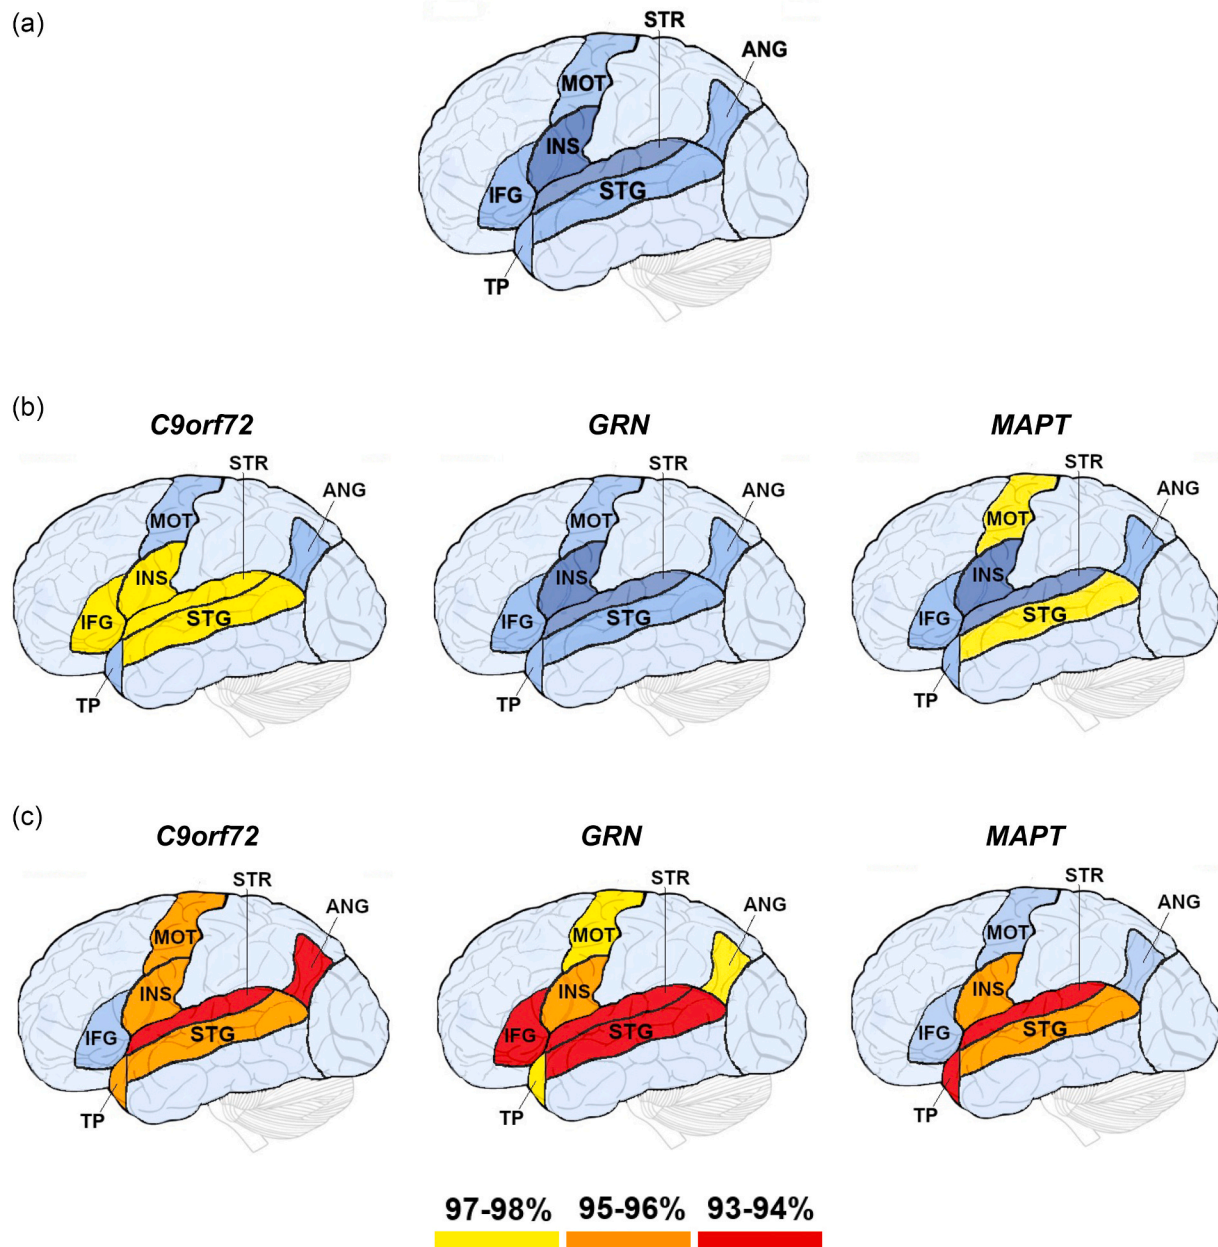 (a)
STR
ANG
MOT
INS
IFG
STG
TP
(b)
C9orf72 GRN MAPT
STR
ANG
MOT
INS
IFG
STG
TP
STR
ANG
MOT
INS
IFG
STG
TP
STR
ANG
MOT
INS
IFG
STG
TP
(c)
C9orf72 GRN MAPT
STR
ANG
MOT
INS
IFG
STG
TP
STR
ANG
MOT
INS
IFG
STG
TP
STR
ANG
MOT
INS
IFG
STG
TP
97-98% 95-96% 93-94%